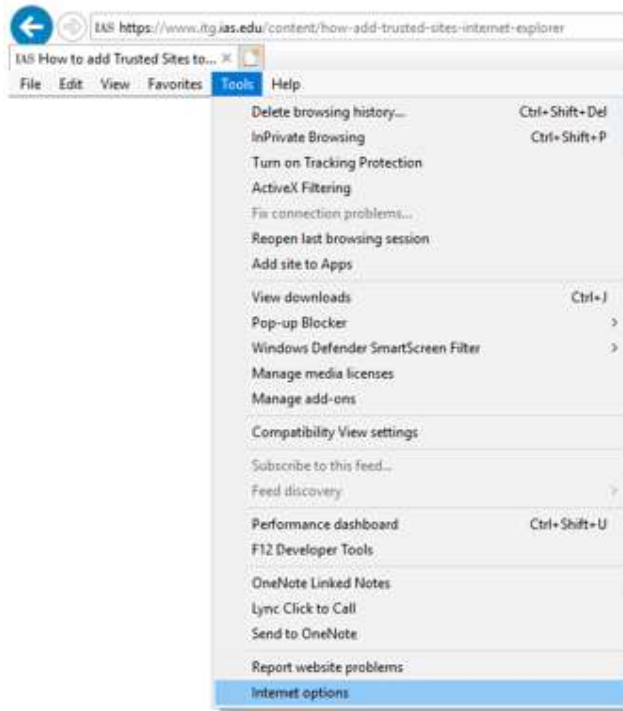 IAS https://www.itg.ias.edu/content/how-add-trusted-sites-internet-explorer
IAS How to add Trusted Sites to...
File Edit View Favorites Tools Help
Delete browsing history... Ctrl+Shift+Del
InPrivate Browsing Ctrl+Shift+P
Turn on Tracking Protection
ActiveX Filtering
Fix connection problems...
Reopen last browsing session
Add site to Apps
View downloads Ctrl+J
Pop-up Blocker
Windows Defender SmartScreen Filter
Manage media licenses
Manage add-ons
Compatibility View settings
Subscribe to this feed...
Feed discovery
Performance dashboard Ctrl+Shift+U
F12 Developer Tools
OneNote Linked Notes
Lync Click to Call
Send to OneNote
Report website problems
Internet options